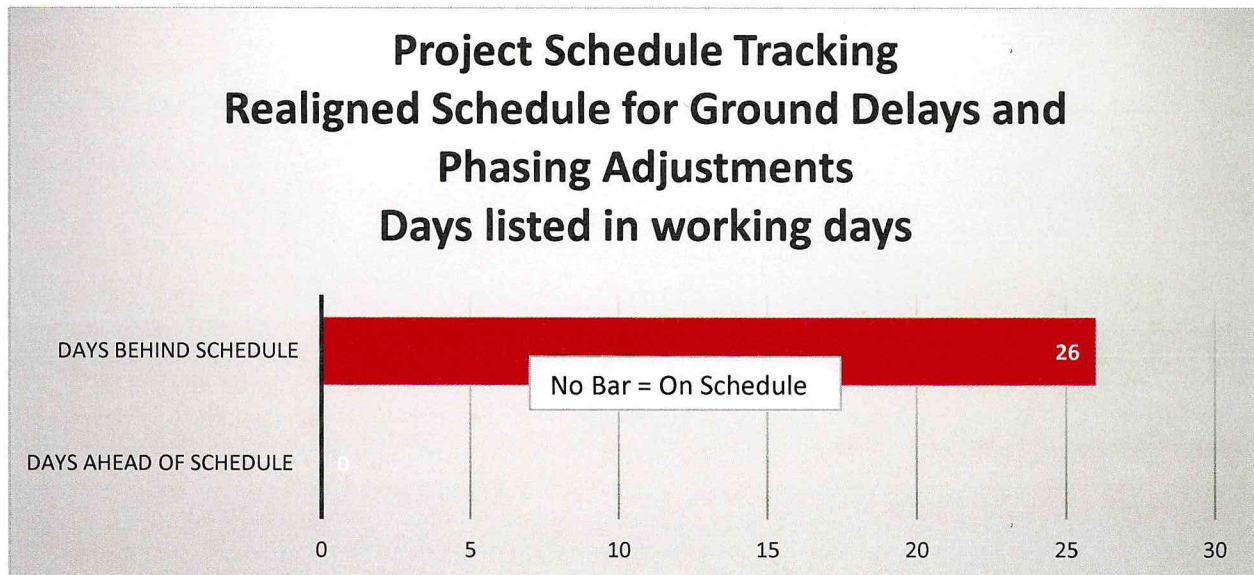 Project Schedule Tracking
Realigned Schedule for Ground Delays and
Phasing Adjustments
Days listed in working days
DAYS BEHIND SCHEDULE
26
No Bar = On Schedule
DAYS AHEAD OF SCHEDULE
0
0 5 10 15 20 25 30